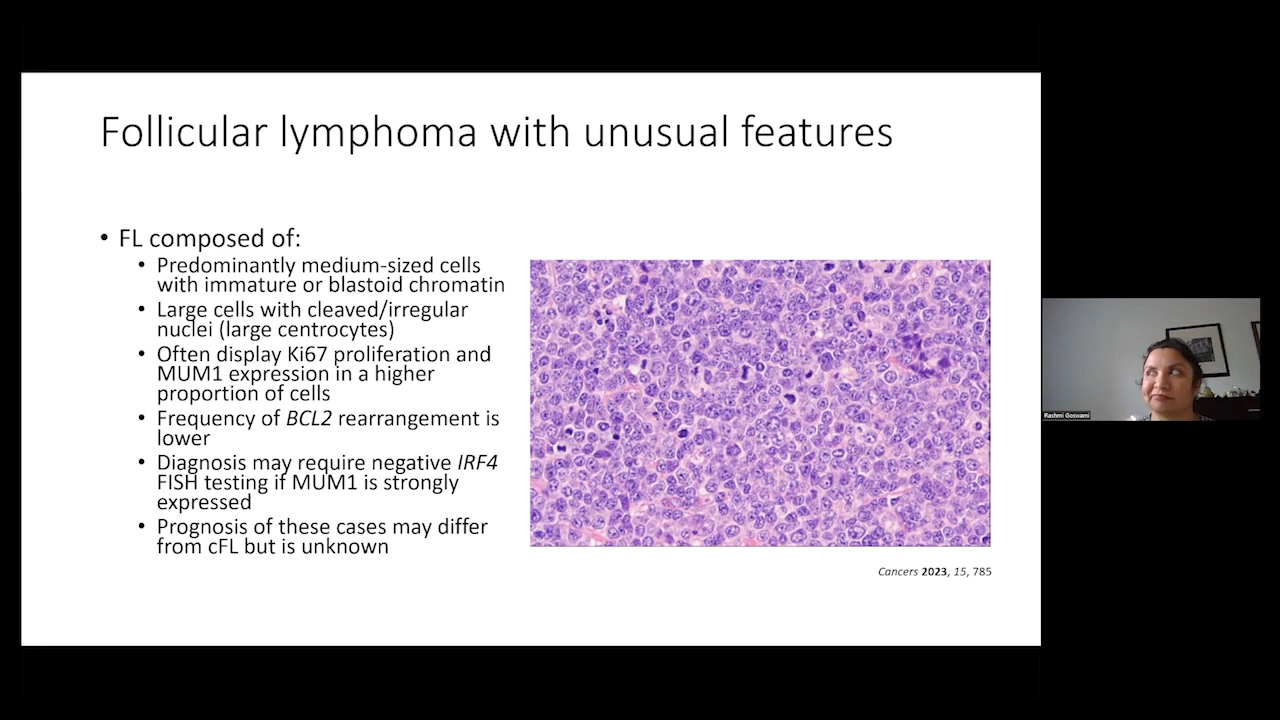 Follicular lymphoma with unusual features
• FL composed of:
• Predominantly medium-sized cells
with immature or blastoid chromatin
• Large cells with cleaved/irregular
nuclei (large centrocytes)
• Often display Ki67 proliferation and
MUM1 expression in a higher
proportion of cells
• Frequency of BCL2 rearrangement is
lower
• Diagnosis may require negative IRF4
FISH testing if MUM1 is strongly
expressed
• Prognosis of these cases may differ
from cFL but is unknown
Cancers 2023, 15, 785
Rashmi Goswami